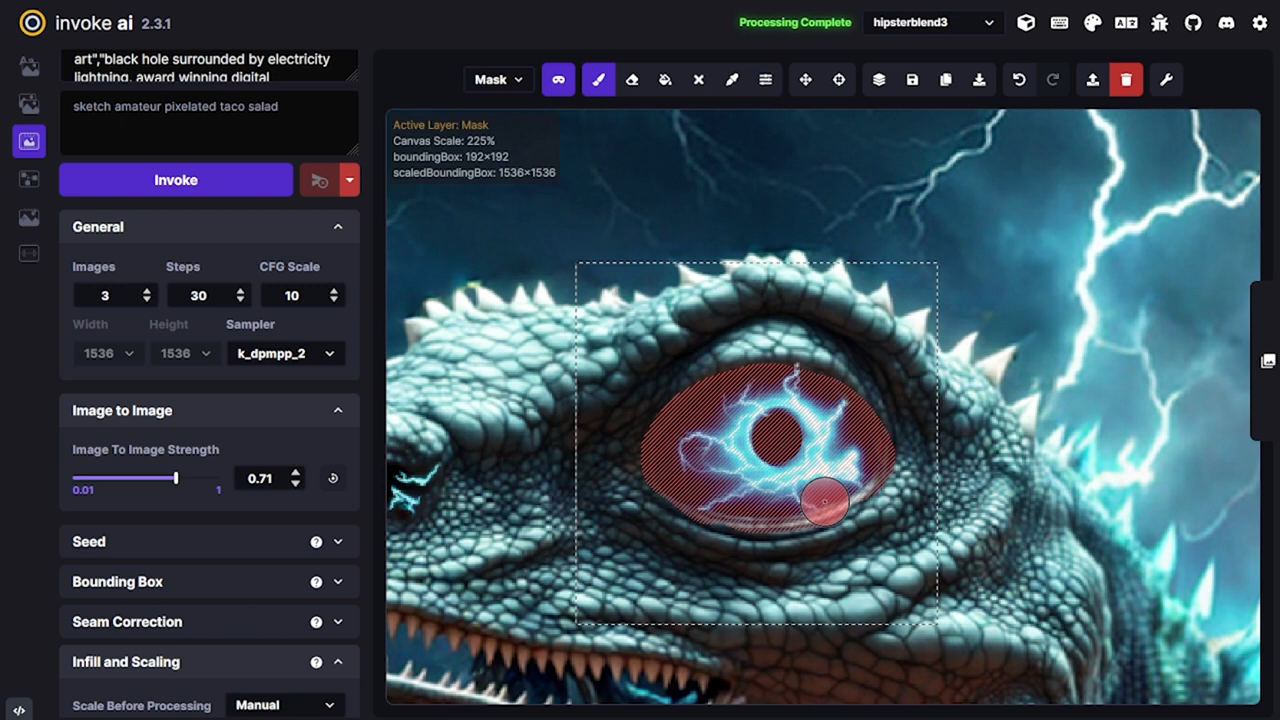 invoke ai 2.3.1
Processing Complete
hipsterblend3
art","black hole surrounded by electricity
lightning, award winning digital
sketch amateur pixelated taco salad
Invoke
General
Images
Steps
CFG Scale
3
30
10
Width
Height
Sampler
1536
1536
k_dpmpp_2
Image to Image
Image To Image Strength
0.71
0.01
1
Seed
Bounding Box
Seam Correction
Infill and Scaling
Scale Before Processing
Manual
Mask
Active Layer: Mask
Canvas Scale: 225%
boundingBox: 192×192
scaledBoundingBox: 1536×1536